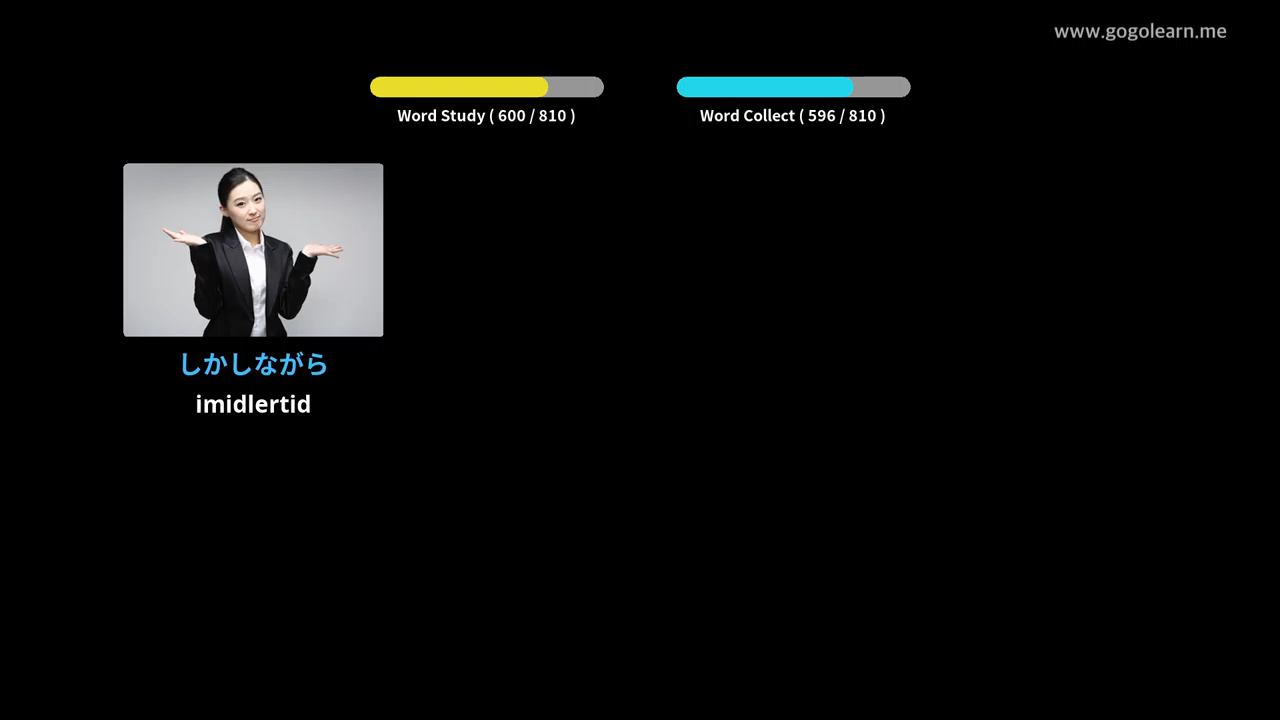 www.gogolearn.me
Word Study ( 600 / 810 )
Word Collect ( 596 / 810 )
しかしながら
imidlertid